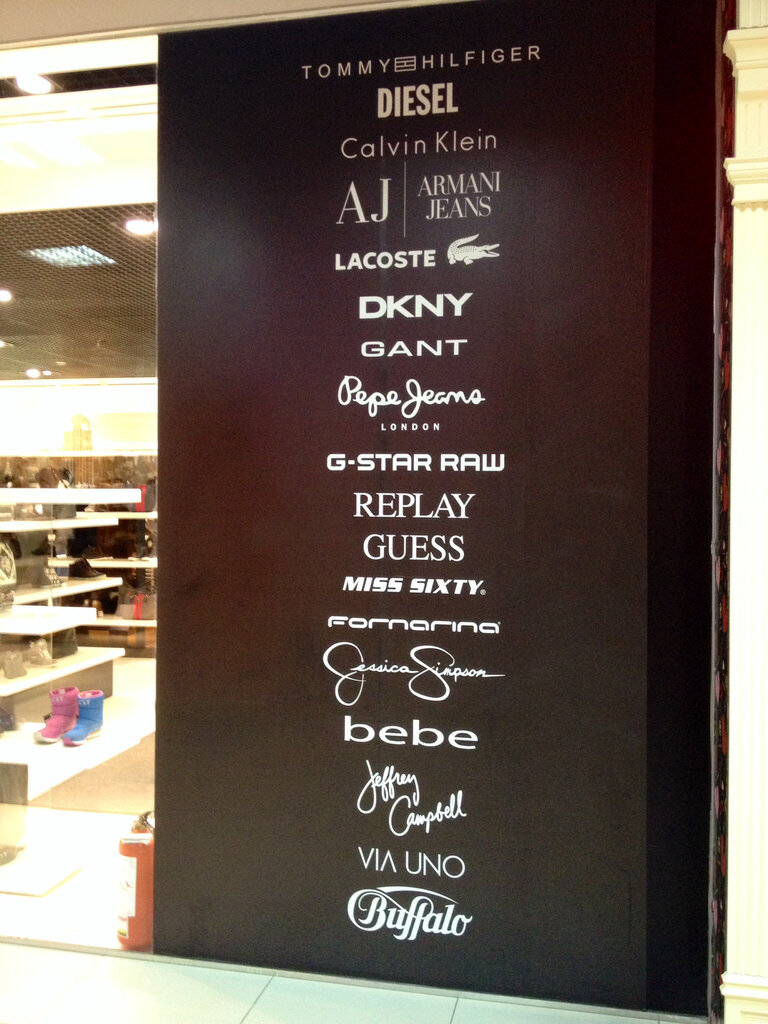 TOMMY HILFIGER
DIESEL
Calvin Klein
AJ ARMANI JEANS
LACOSTE
DKNY
GANT
Pepe Jeans
LONDON
G-STAR RAW
REPLAY
GUESS
MISS SIXTY®
FORNARINA
Jessica Simpson
bebe
Jeffrey
Campbell
VIA UNO
Buffalo